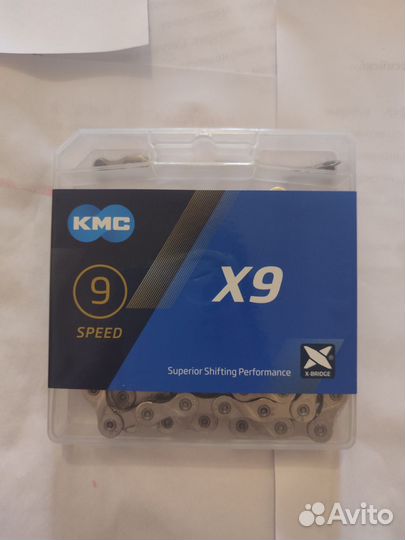 KMC
9
SPEED
X9
Superior Shifting Performance
X-BRIDGE
Avito